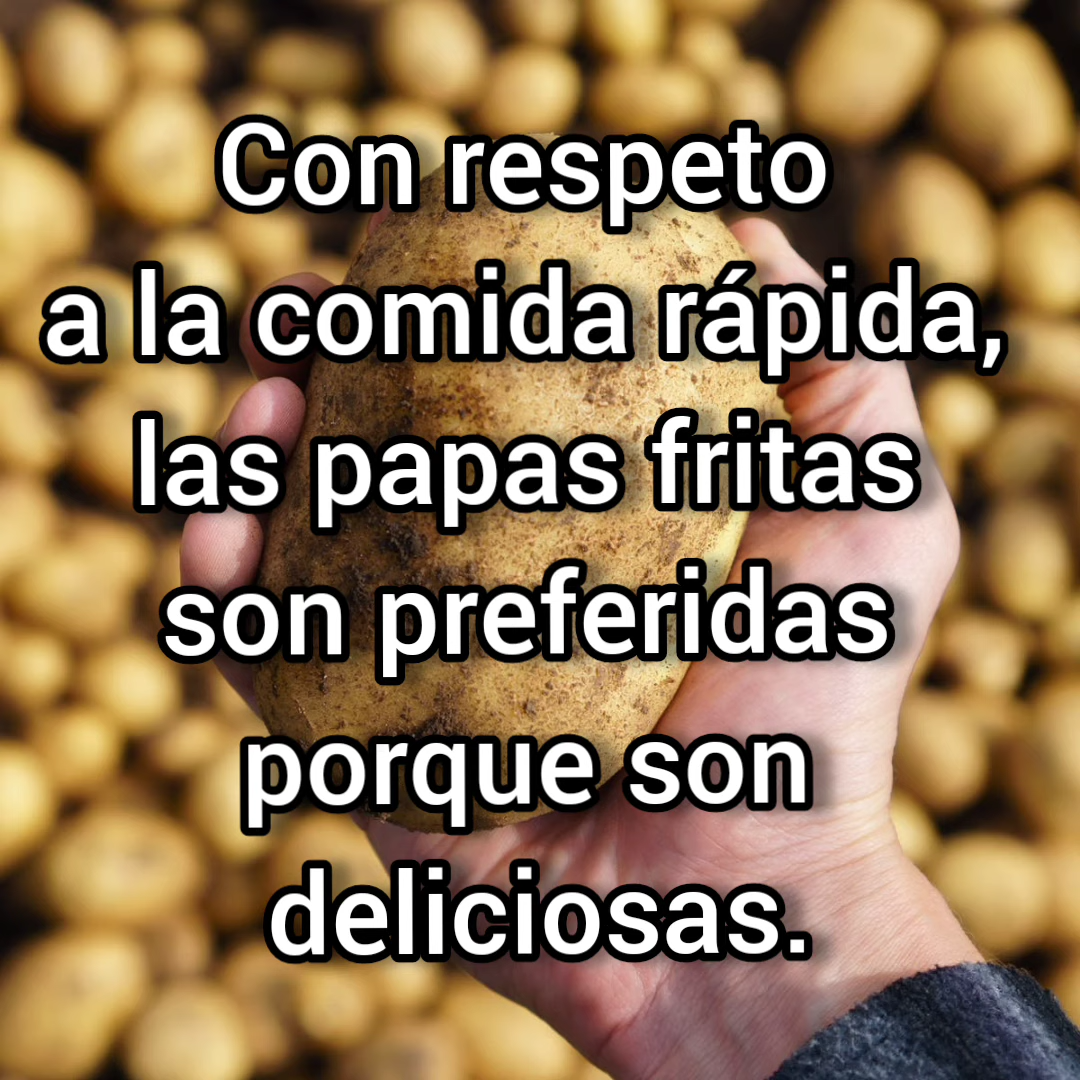 Con respeto
a la comida rápida,
las papas fritas
son preferidas
porque son
deliciosas.